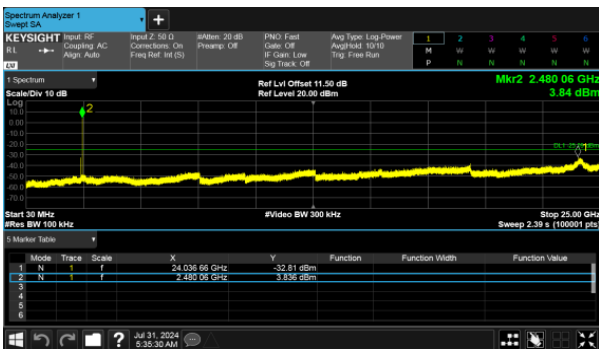 Spectrum Analyzer 1
Swept SA
+
KEYSIGHT Input: RF Input Z: 50 Ω #Atten: 20 dB PNO: Fast Avg Type: Log-Power 1 2 3 4 5 6
RL Coupling: AC Corrections: On Preamp: Off Gate: Off Avg|Hold: 10/10 M W W W W W
Align: Auto Freq Ref: Int (S) IF Gain: Low Trig: Free Run P N N N N N
LXI Sig Track: Off
1 Spectrum Ref Lvl Offset 11.50 dB Mkr2 2.480 06 GHz
Scale/Div 10 dB Ref Level 20.00 dBm 3.84 dBm
Log
10.0 2
0.00
-10.0
-20.0
-30.0 1
-40.0
-50.0
-60.0
-70.0
Start 30 MHz #Video BW 300 kHz Stop 25.00 GHz
#Res BW 100 kHz Sweep 2.39 s (100001 pts)
5 Marker Table
Mode Trace Scale X Y Function Function Width Function Value
1 N 1 f 24.036 66 GHz -32.81 dBm
2 N 1 f 2.480 06 GHz 3.836 dBm
3
4
5
6
? Jul 31, 2024
5:35:30 AM